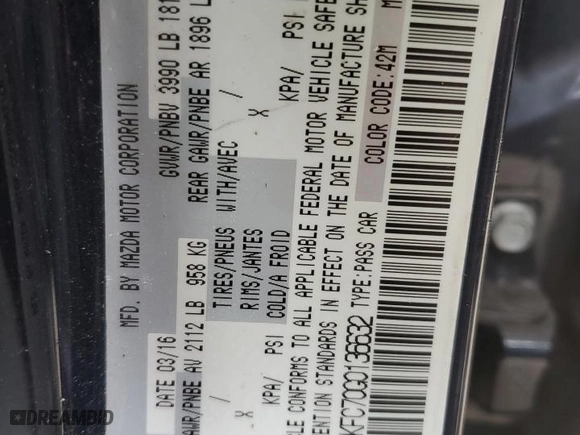 MFD. BY MAZDA MOTOR CORPORATION
DATE 03/16 GVWR/PNBV 3990 LB 181
GAWR/PNBE AV 2112 LB 958 KG REAR GAWR/PNBE AR 1896 L
TIRES/PNEUS WITH/AVEC / /
RIMS/JANTES X X
KPA/ PSI COLD/A FROID KPA/ PSI
LE CONFORMS TO ALL APPLICABLE FEDERAL MOTOR VEHICLE SAFE
STANDARDS IN EFFECT ON THE DATE OF MANUFACTURE SH
KFC70G0136632 TYPE:PASS CAR COLOR CODE:42M M
DREAMBID